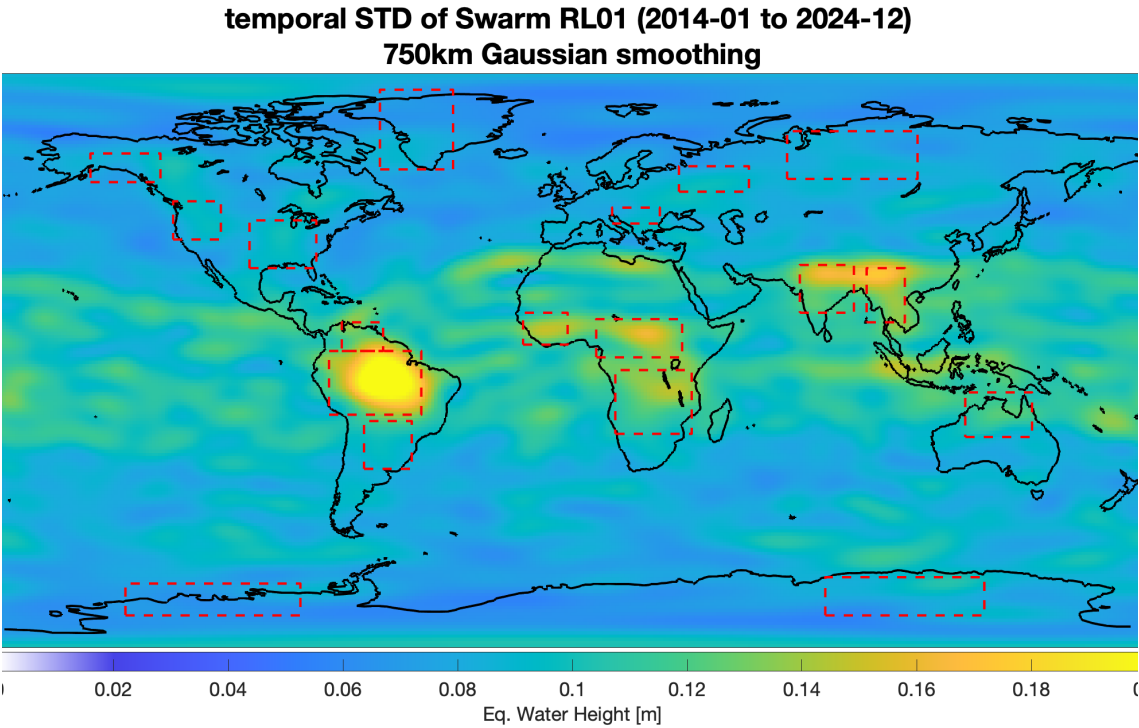 temporal STD of Swarm RL01 (2014-01 to 2024-12)
750km Gaussian smoothing
0.02 0.04 0.06 0.08 0.1 0.12 0.14 0.16 0.18
Eq. Water Height [m]